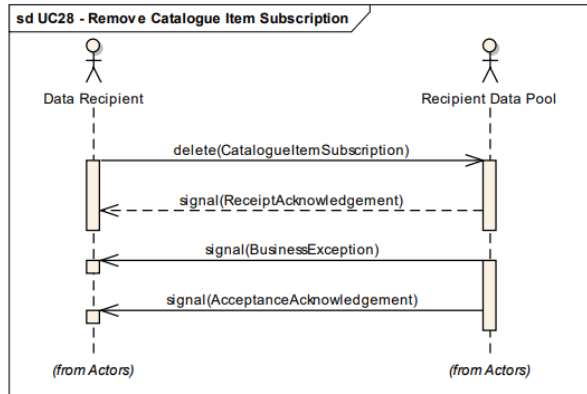 sd UC28 - Remove Catalogue Item Subscription
Data Recipient
Recipient Data Pool
delete(CatalogueItemSubscription)
signal(ReceiptAcknowledgement)
signal(BusinessException)
signal(AcceptanceAcknowledgement)
(from Actors)
(from Actors)